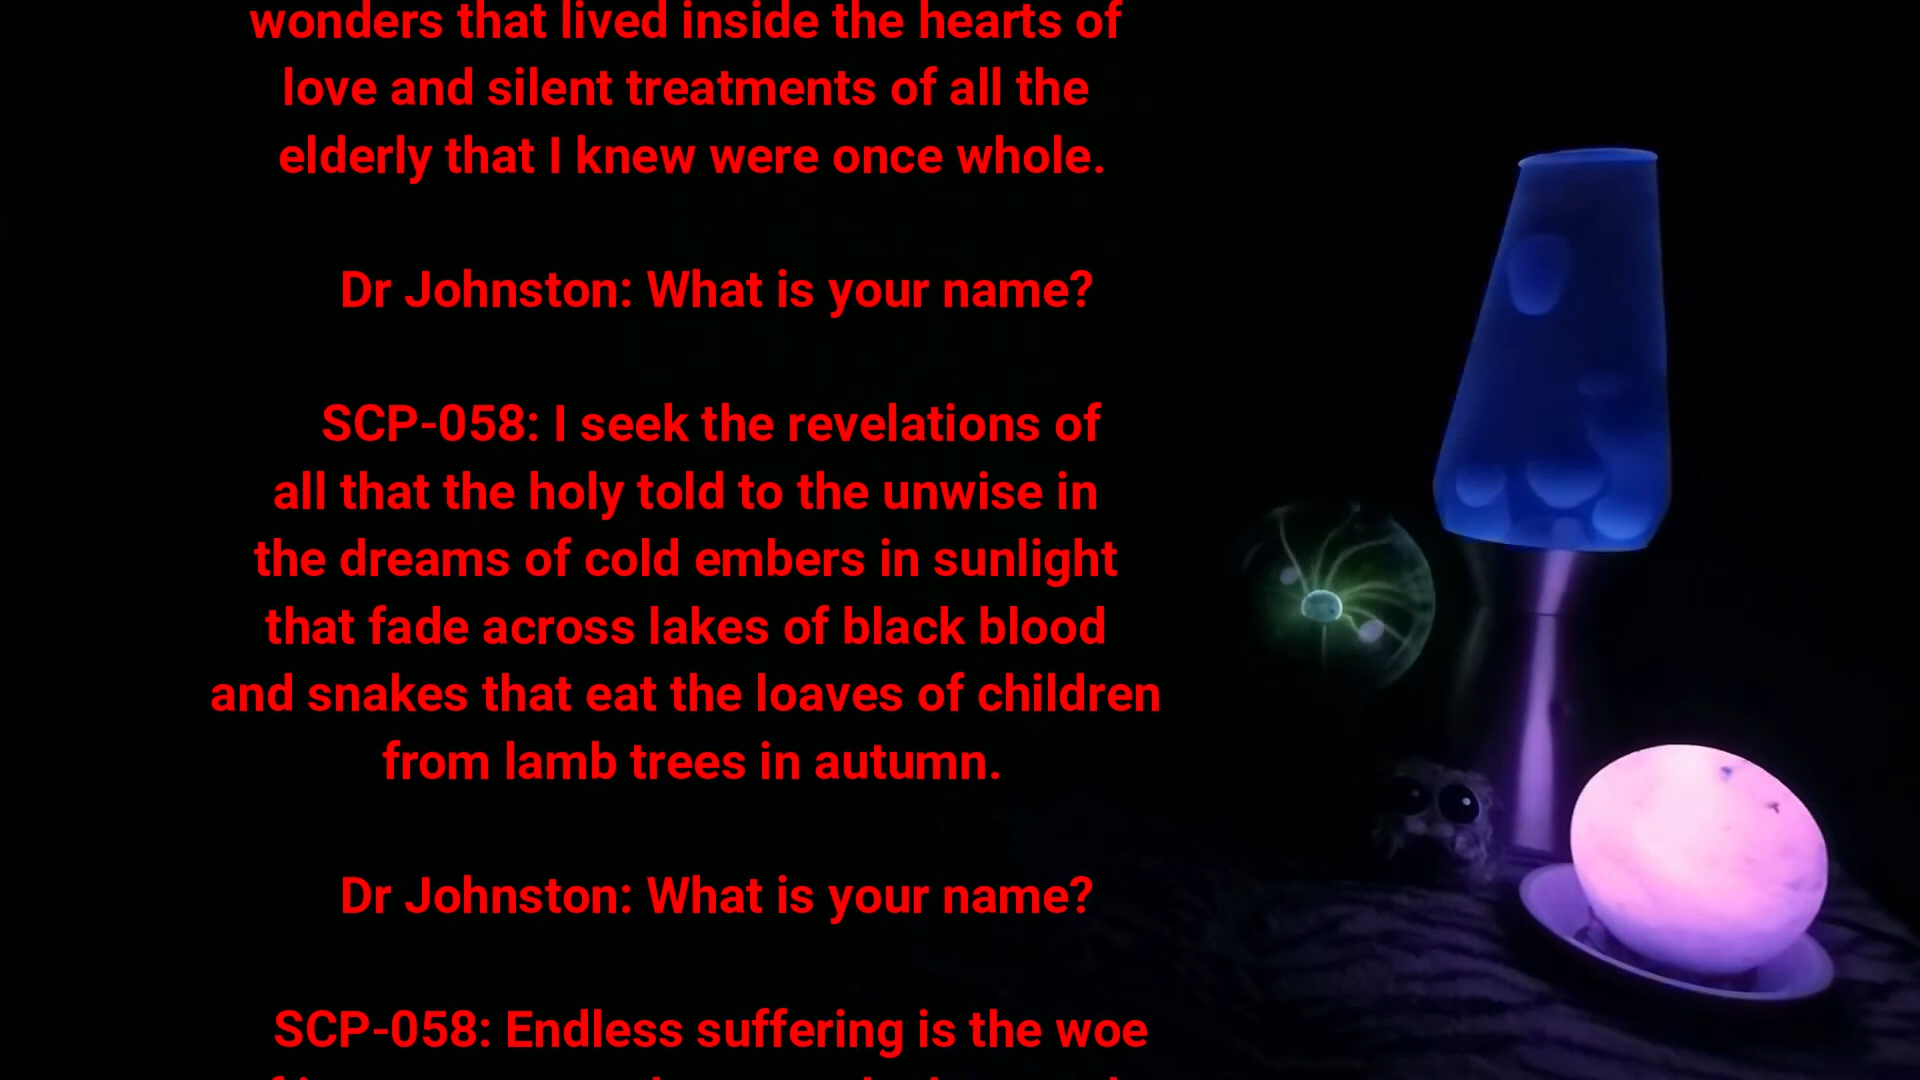 wonders that lived inside the hearts of
love and silent treatments of all the
elderly that I knew were once whole.
Dr Johnston: What is your name?
SCP-058: I seek the revelations of
all that the holy told to the unwise in
the dreams of cold embers in sunlight
that fade across lakes of black blood
and snakes that eat the loaves of children
from lamb trees in autumn.
Dr Johnston: What is your name?
SCP-058: Endless suffering is the woe